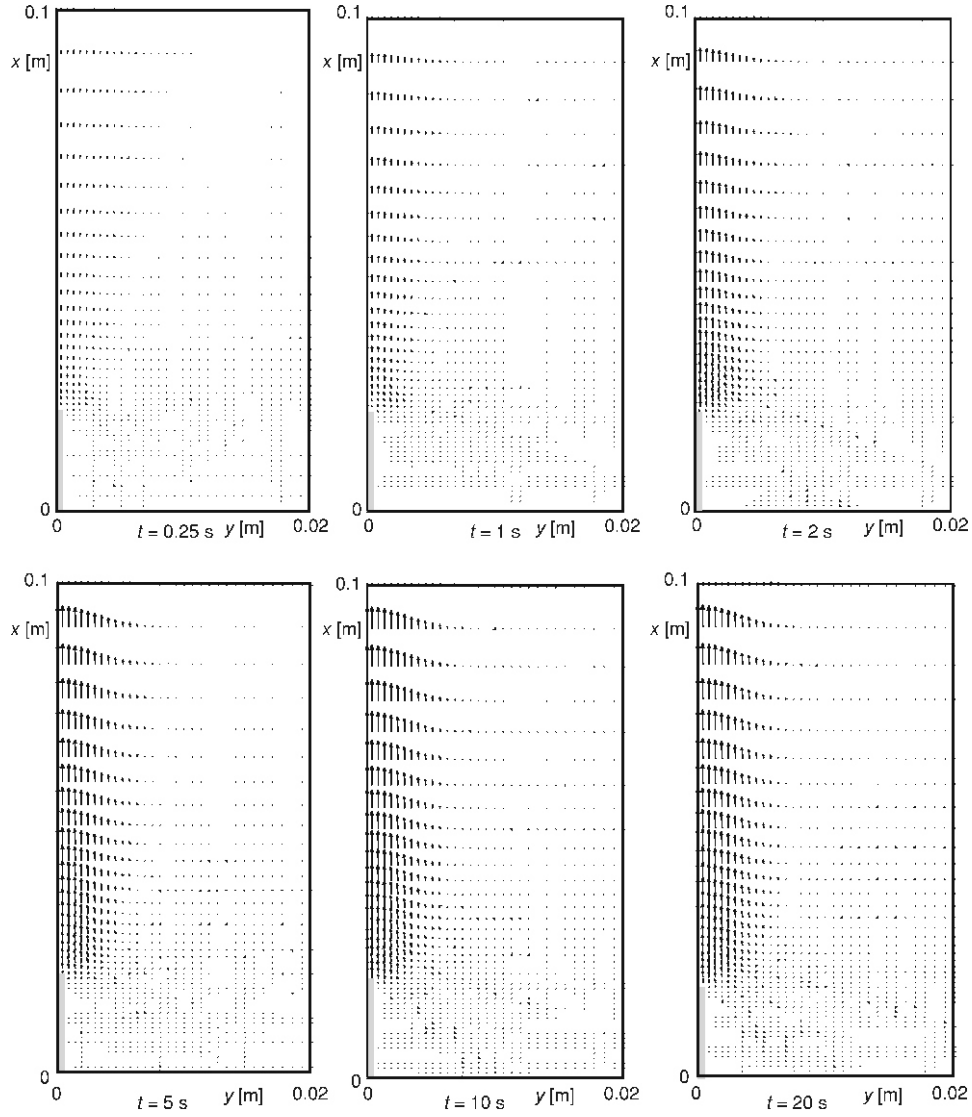 0.1 0.1 0.1
x [m] x [m] x [m]
0 0 0
0 0.02 0 0.02 0 0.02
t = 0.25 s y [m] t = 1 s y [m] t = 2 s y [m]
0.1 0.1 0.1
x [m] x [m] x [m]
0 0 0
0 0.02 0 0.02 0 0.02
t = 5 s y [m] t = 10 s y [m] t = 20 s y [m]